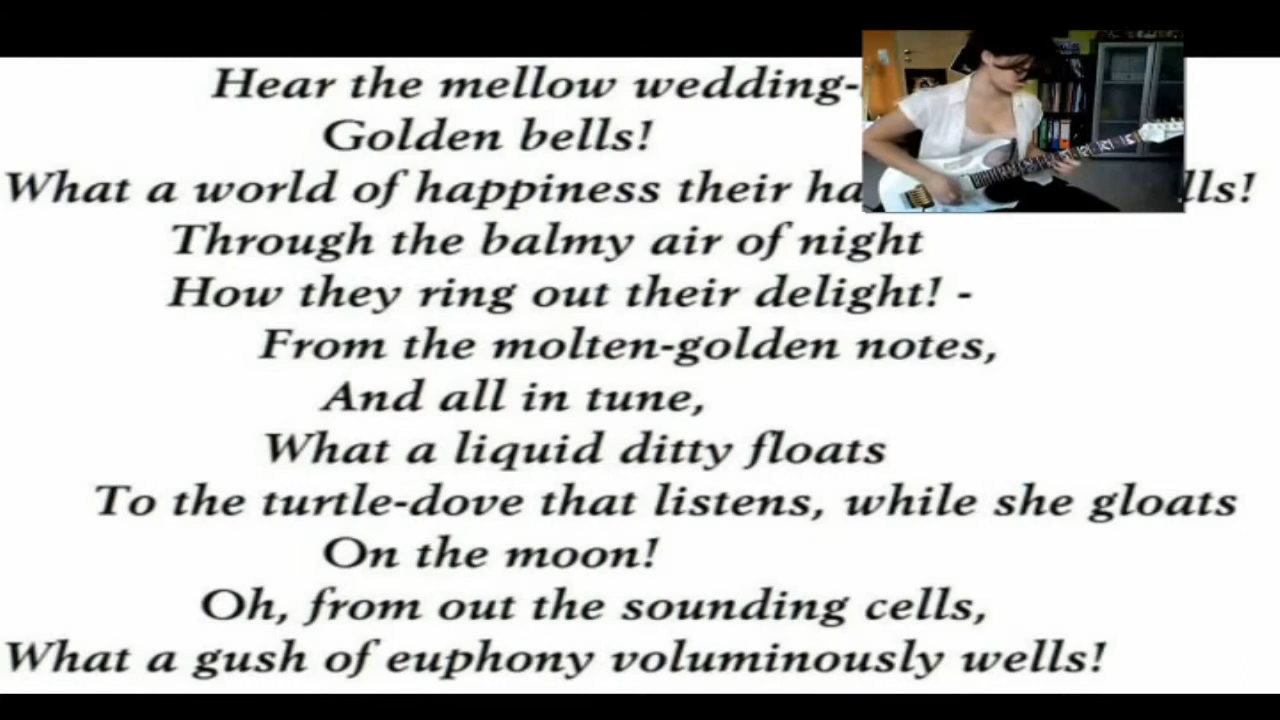 Hear the mellow wedding-
Golden bells!
What a world of happiness their ha lls!
Through the balmy air of night
How they ring out their delight! -
From the molten-golden notes,
And all in tune,
What a liquid ditty floats
To the turtle-dove that listens, while she gloats
On the moon!
Oh, from out the sounding cells,
What a gush of euphony voluminously wells!